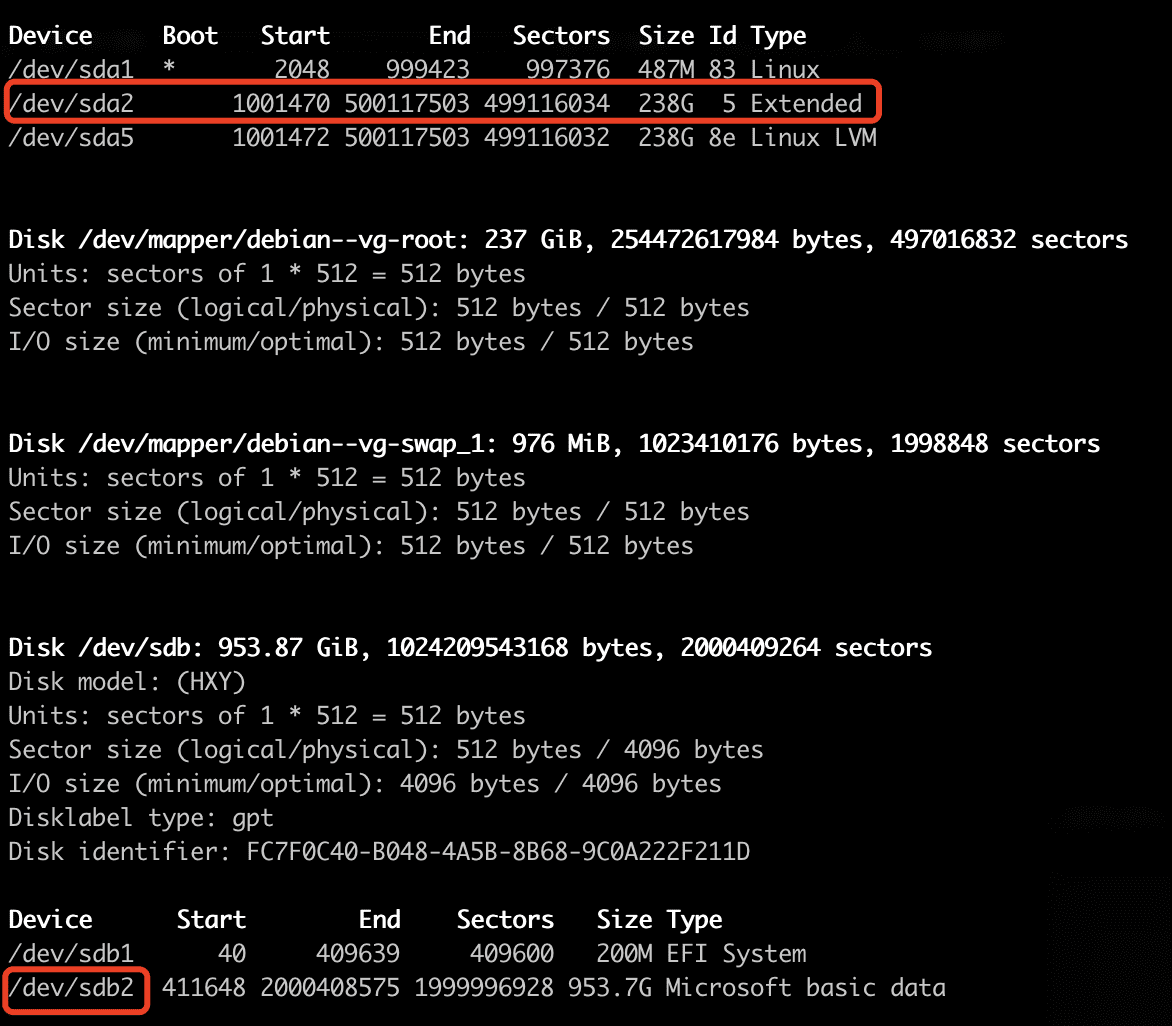 Device     Boot   Start       End   Sectors  Size Id Type
/dev/sda1  *       2048    999423    997376  487M 83 Linux
/dev/sda2       1001470 500117503 499116034  238G  5 Extended
/dev/sda5       1001472 500117503 499116032  238G 8e Linux LVM
Disk /dev/mapper/debian--vg-root: 237 GiB, 254472617984 bytes, 497016832 sectors
Units: sectors of 1 * 512 = 512 bytes
Sector size (logical/physical): 512 bytes / 512 bytes
I/O size (minimum/optimal): 512 bytes / 512 bytes
Disk /dev/mapper/debian--vg-swap_1: 976 MiB, 1023410176 bytes, 1998848 sectors
Units: sectors of 1 * 512 = 512 bytes
Sector size (logical/physical): 512 bytes / 512 bytes
I/O size (minimum/optimal): 512 bytes / 512 bytes
Disk /dev/sdb: 953.87 GiB, 1024209543168 bytes, 2000409264 sectors
Disk model: (HXY)
Units: sectors of 1 * 512 = 512 bytes
Sector size (logical/physical): 512 bytes / 4096 bytes
I/O size (minimum/optimal): 4096 bytes / 4096 bytes
Disklabel type: gpt
Disk identifier: FC7F0C40-B048-4A5B-8B68-9C0A222F211D
Device      Start        End    Sectors   Size Type
/dev/sdb1      40     409639     409600   200M EFI System
/dev/sdb2  411648 2000408575 1999996928 953.7G Microsoft basic data